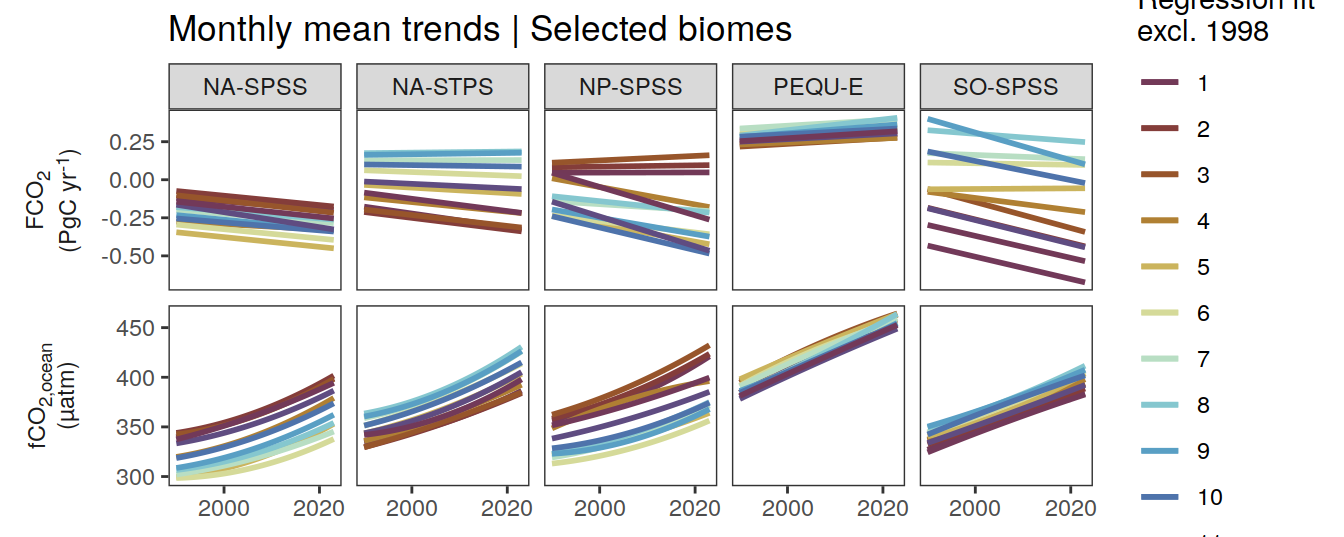 Monthly mean trends | Selected biomes
Regression fit
excl. 1998
NA-SPSS NA-STPS NP-SPSS PEQU-E SO-SPSS
FCO₂
(PgC yr⁻¹)
0.25
0.00
-0.25
-0.50
fCO₂,ocean
(µatm)
450
400
350
300
2000 2020 2000 2020 2000 2020 2000 2020 2000 2020
1
2
3
4
5
6
7
8
9
10